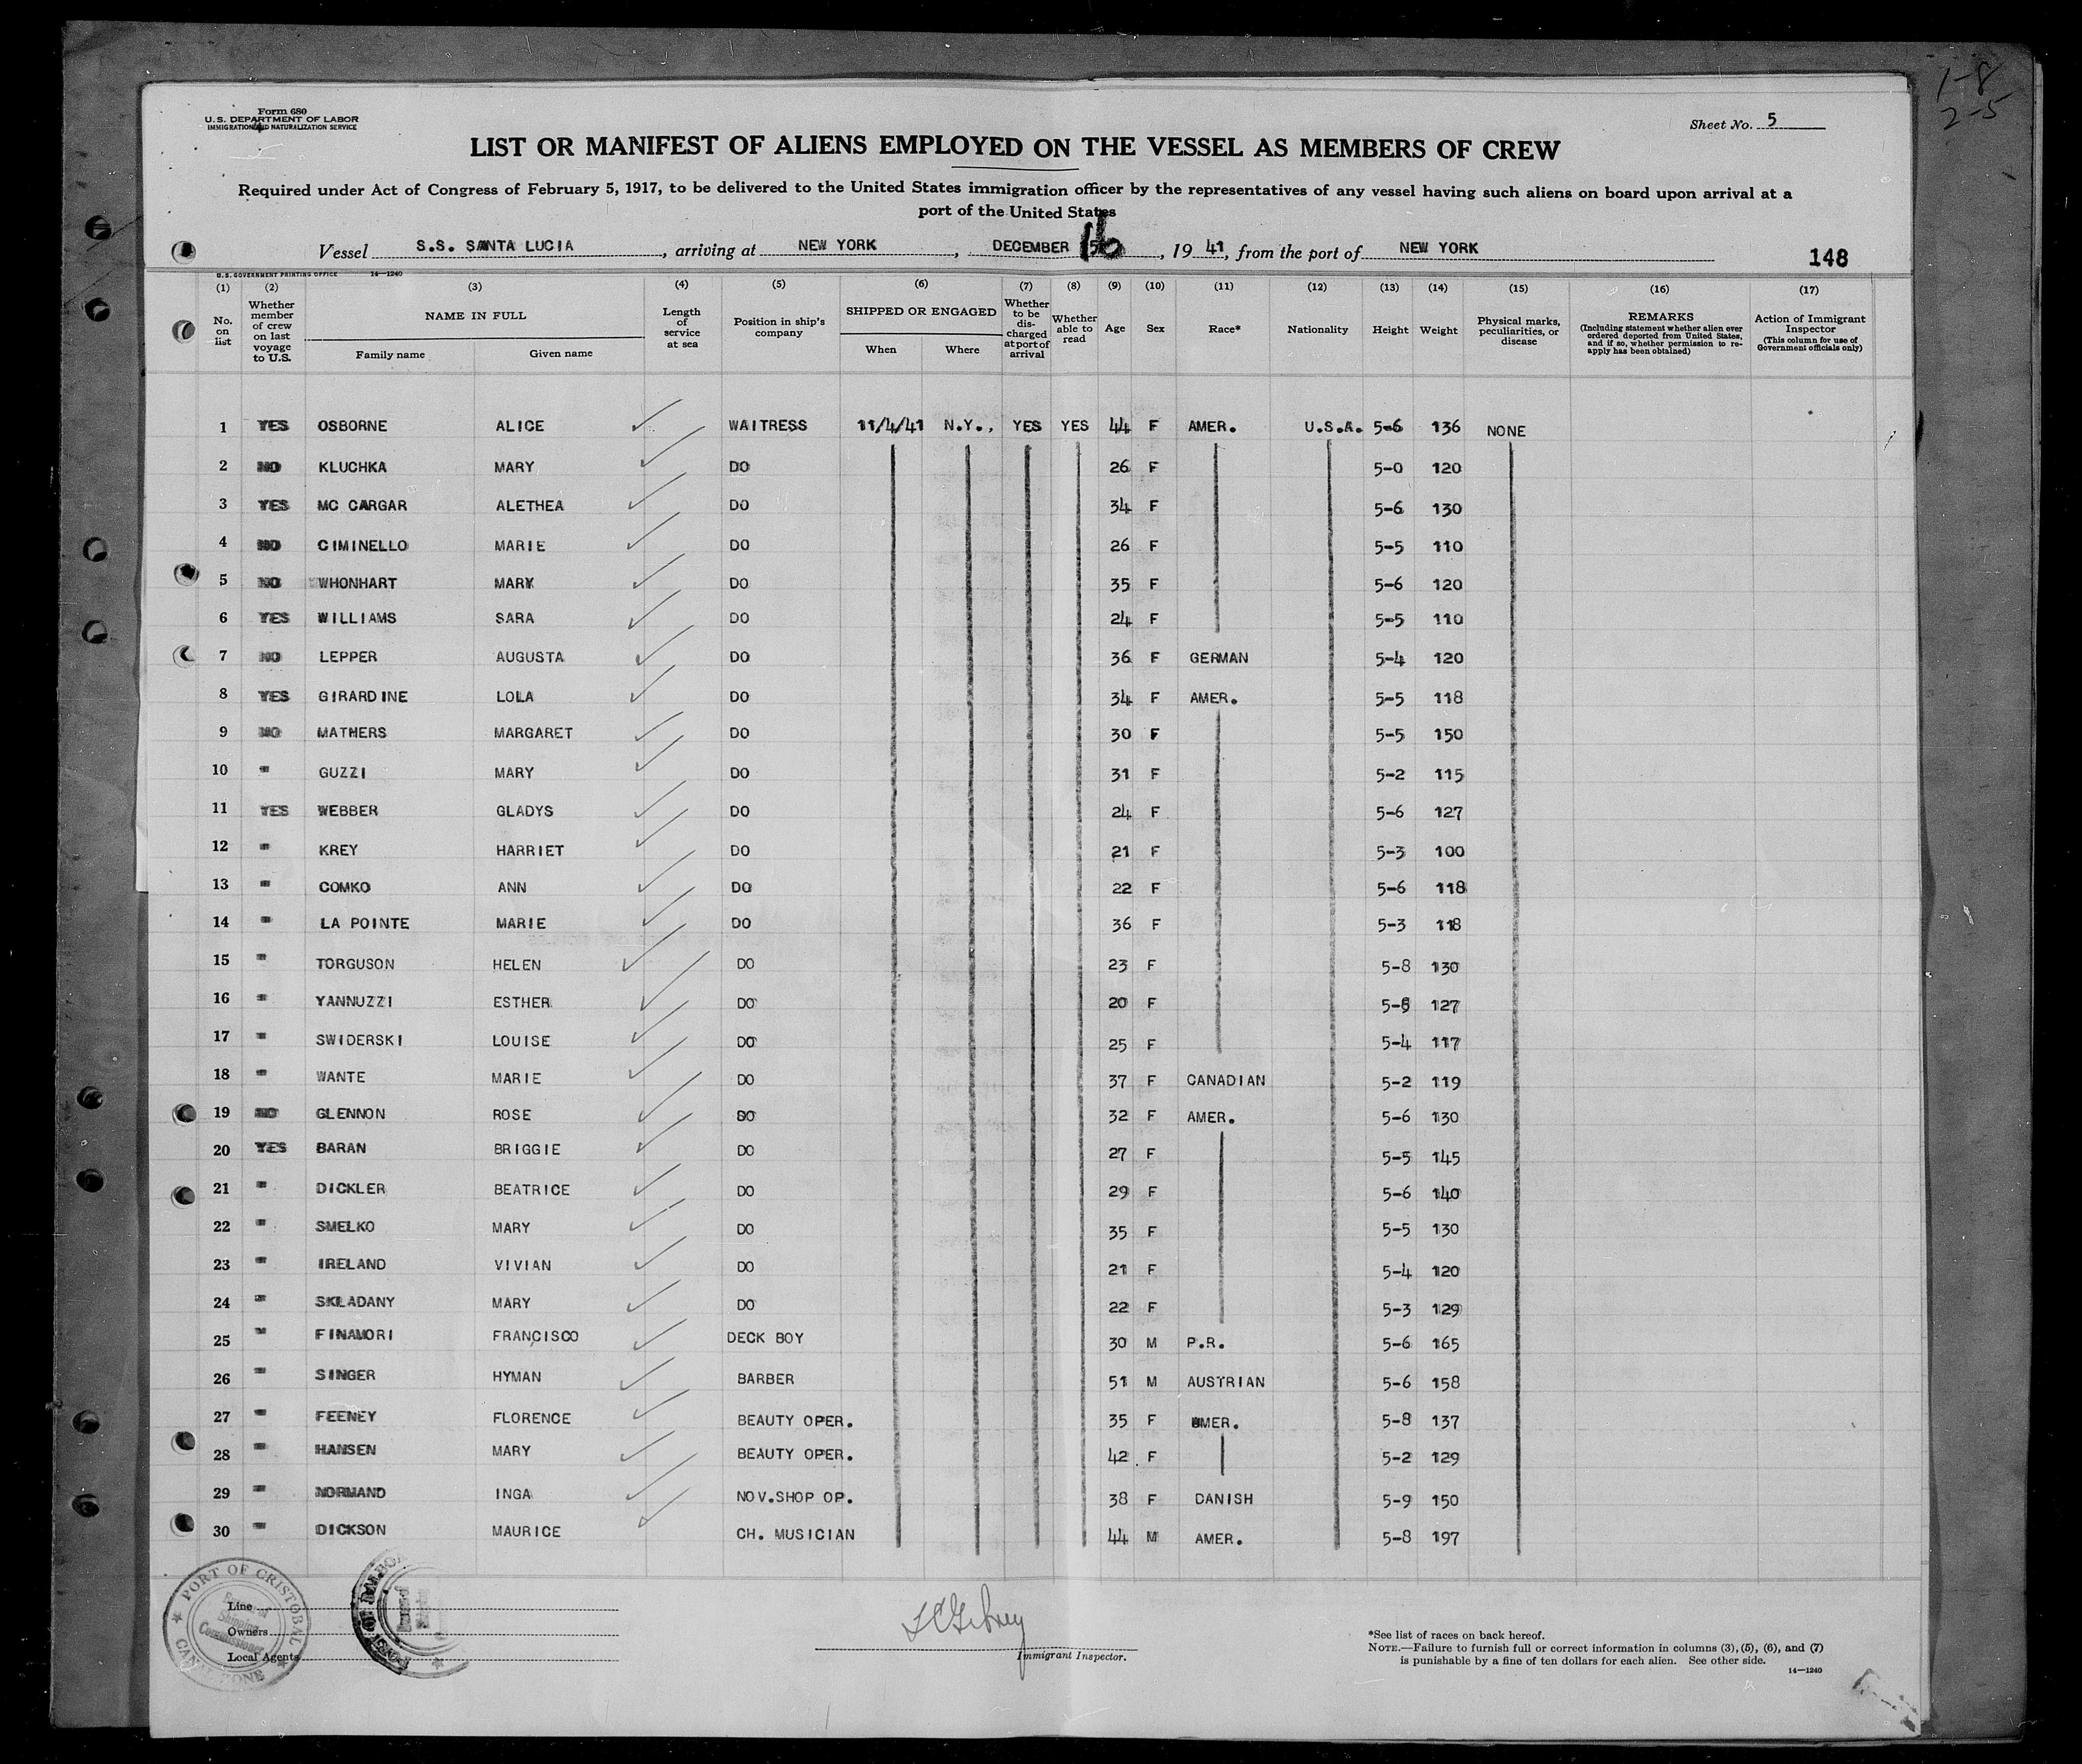 1-8
2-5
Form 680
U.S. DEPARTMENT OF LABOR
IMMIGRATION AND NATURALIZATION SERVICE
Sheet No. 5
LIST OR MANIFEST OF ALIENS EMPLOYED ON THE VESSEL AS MEMBERS OF CREW
Required under Act of Congress of February 5, 1917, to be delivered to the United States immigration officer by the representatives of any vessel having such aliens on board upon arrival at a
port of the United States
Vessel S.S. SANTA LUCIA, arriving at NEW YORK, DECEMBER 16, 1941, from the port of NEW YORK
148
U.S. GOVERNMENT PRINTING OFFICE 14—1240
(1) (2) (3) (4) (5) (6) (7) (8) (9) (10) (11) (12) (13) (14) (15) (16) (17)
No. on list
Whether member of crew on last voyage to U.S.
NAME IN FULL
Family name Given name
Length of service at sea
Position in ship's company
SHIPPED OR ENGAGED
When Where
Whether to be discharged at port of arrival
Whether able to read
Age Sex Race* Nationality Height Weight
Physical marks, peculiarities, or disease
REMARKS
(Including statement whether alien ever ordered deported from United States, and if so, whether permission to reapply has been obtained)
Action of Immigrant Inspector
(This column for use of Government officials only)
1 YES OSBORNE ALICE WAITRESS 11/4/41 N.Y., YES YES 44 F AMER. U.S.A. 5-6 136 NONE
2 NO KLUCHKA MARY DO 26 F 5-0 120
3 YES MC CARGAR ALETHEA DO 34 F 5-6 130
4 NO CIMINELLO MARIE DO 26 F 5-5 110
5 NO WHONHART MARY DO 35 F 5-6 120
6 YES WILLIAMS SARA DO 24 F 5-5 110
7 NO LEPPER AUGUSTA DO 36 F GERMAN 5-4 120
8 YES GIRARDINE LOLA DO 34 F AMER. 5-5 118
9 NO MATHERS MARGARET DO 30 F 5-5 150
10 " GUZZI MARY DO 31 F 5-2 115
11 YES WEBBER GLADYS DO 24 F 5-6 127
12 " KREY HARRIET DO 21 F 5-3 100
13 " COMKO ANN DO 22 F 5-6 118
14 " LA POINTE MARIE DO 36 F 5-3 118
15 " TORGUSON HELEN DO 23 F 5-8 130
16 " YANNUZZI ESTHER DO 20 F 127
17 " SWIDERSKI LOUISE DO 25 F 5-4 117
18 " WANTE MARIE DO 37 F CANADIAN 5-2 119
19 NO GLENNON ROSE DO 32 F AMER. 5-6 130
20 YES BARAN BRIGGIE DO 27 F 5-5 145
21 " DICKLER BEATRICE DO 29 F 5-6 140
22 " SMELKO MARY DO 35 F 5-5 130
23 " IRELAND VIVIAN DO 21 F 5-4 120
24 " SKLADANY MARY DO 22 F 5-3 129
25 " FINAMORI FRANCISCO DECK BOY 30 M P.R. 5-6 165
26 " SINGER HYMAN BARBER 51 M AUSTRIAN 5-6 158
27 " FEENEY FLORENCE BEAUTY OPER. 35 F AMER. 5-8 137
28 " HANSEN MARY BEAUTY OPER. 42 F 5-2 129
29 " NORMAND INGA NOV.SHOP OP. 38 F DANISH 5-9 150
30 " DICKSON MAURICE CH. MUSICIAN 44 M AMER. 5-8 197
PORT OF CRISTOBAL
Shipping Commissioner
CANAL ZONE
Line
Owners
Local Agents
Immigrant Inspector.
*See list of races on back hereof.
NOTE.—Failure to furnish full or correct information in columns (3), (5), (6), and (7)
is punishable by a fine of ten dollars for each alien. See other side.
14—1240